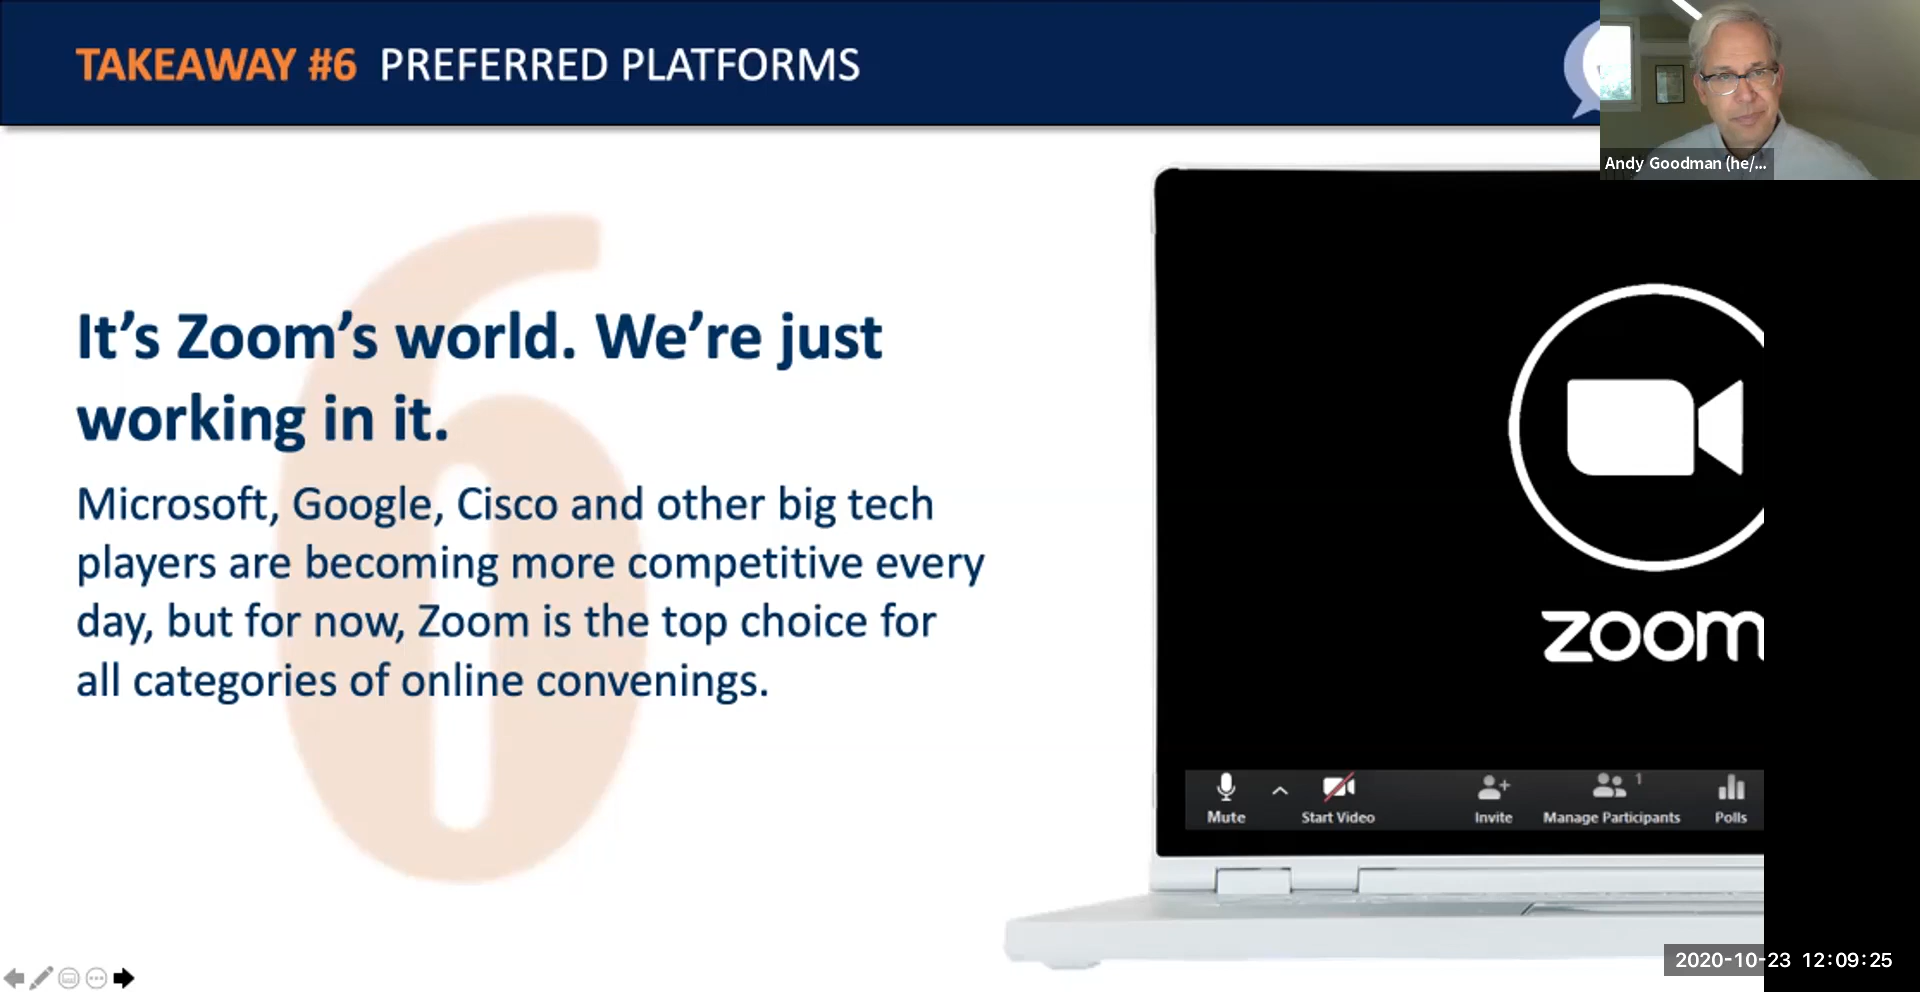 TAKEAWAY #6 PREFERRED PLATFORMS
Andy Goodman (he/...
It’s Zoom’s world. We’re just
working in it.
Microsoft, Google, Cisco and other big tech
players are becoming more competitive every
day, but for now, Zoom is the top choice for
all categories of online convenings.
zoom
1
Mute Start Video Invite Manage Participants Polls
2020-10-23 12:09:25